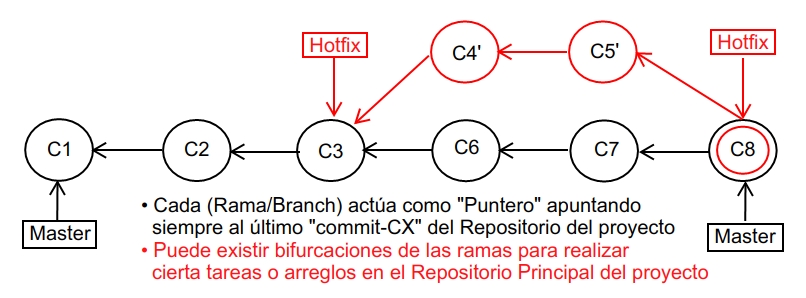 Hotfix
C4'
C5'
Hotfix
C1
C2
C3
C6
C7
C8
Master
Master
• Cada (Rama/Branch) actúa como "Puntero" apuntando
siempre al último "commit-CX" del Repositorio del proyecto
• Puede existir bifurcaciones de las ramas para realizar
cierta tareas o arreglos en el Repositorio Principal del proyecto